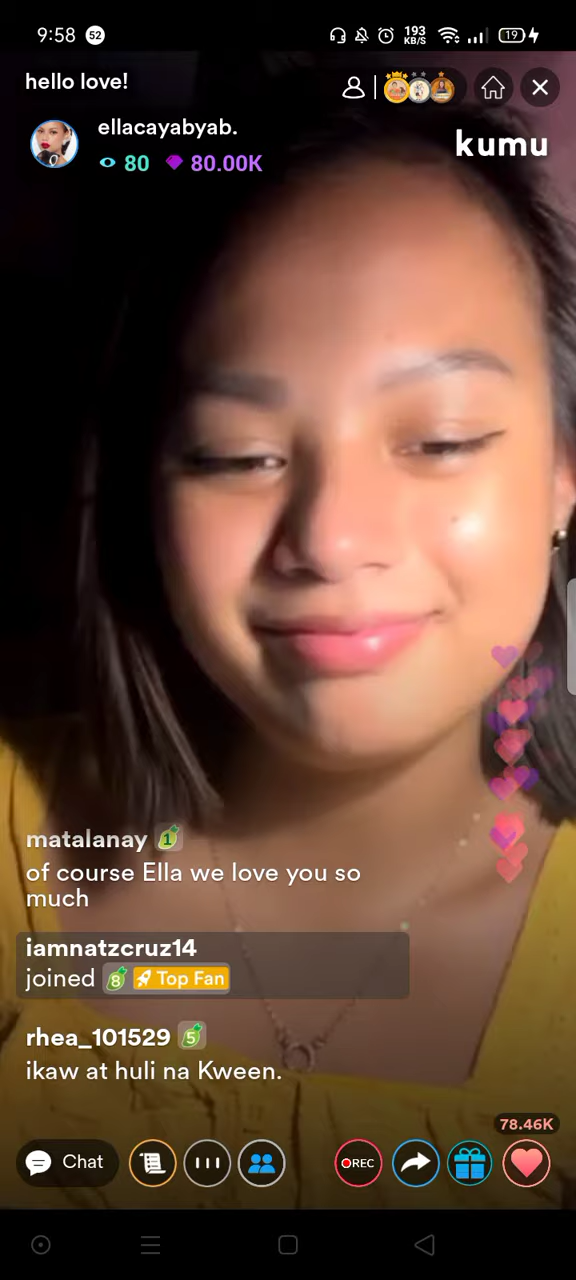 9:58 52 193 KB/S 19
hello love!
ellacayabyab.
80 80.00K
kumu
matalanay 1
of course Ella we love you so
much
iamnatzcruz14
joined 8 Top Fan
rhea_101529 5
ikaw at huli na Kween.
78.46K
Chat REC